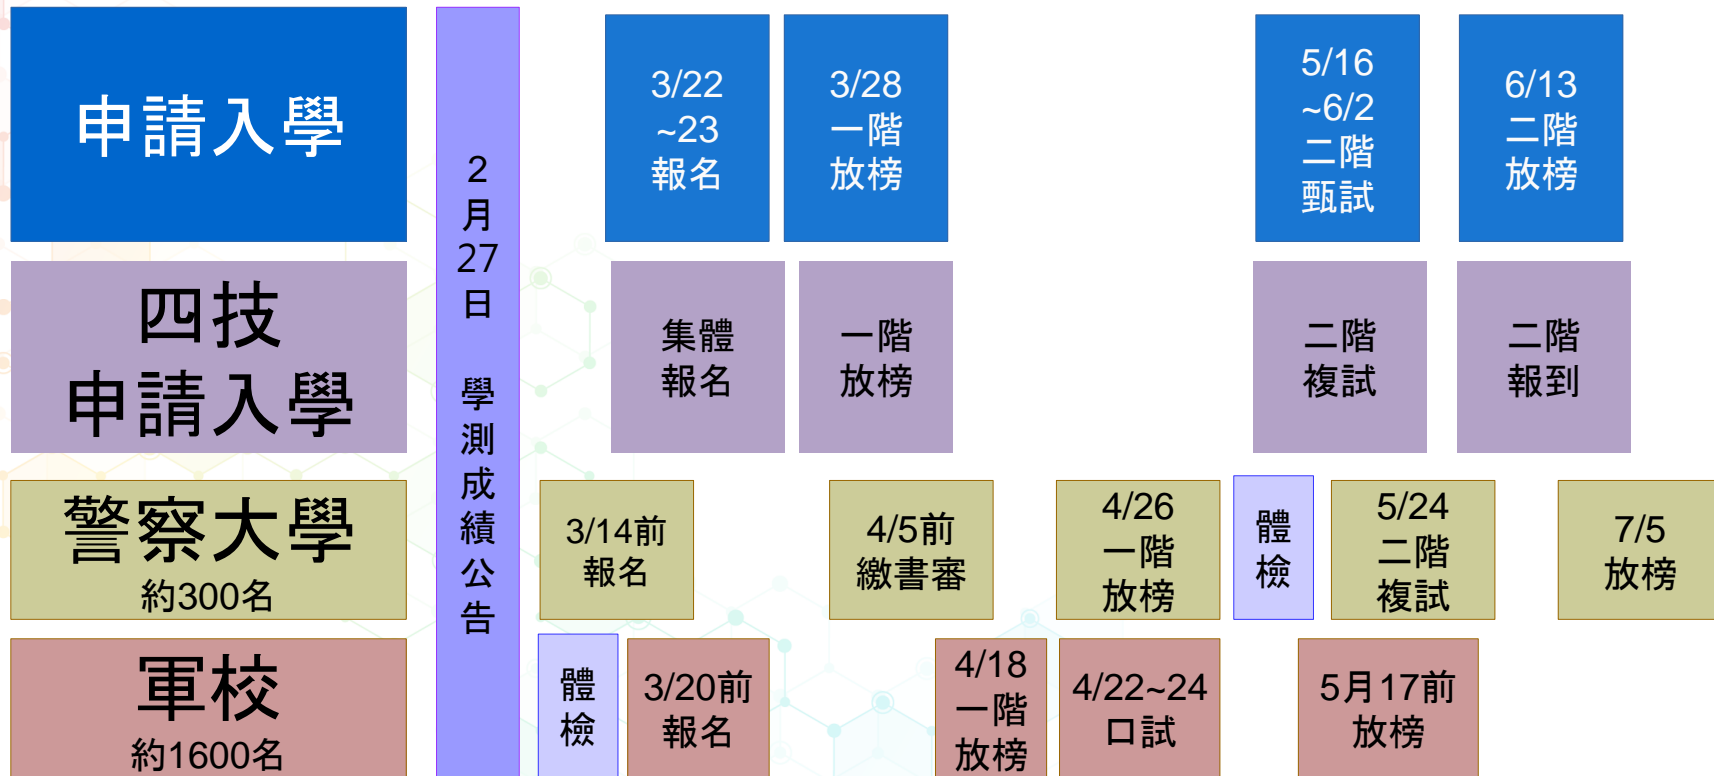 申請入學
2
月
27
日
學
測
成
績
公
告
3/22
~23
報名
3/28
一階
放榜
5/16
~6/2
二階
甄試
6/13
二階
放榜
四技
申請入學
集體
報名
一階
放榜
二階
複試
二階
報到
警察大學
約300名
3/14前
報名
4/5前
繳書審
4/26
一階
放榜
體
檢
5/24
二階
複試
7/5
放榜
軍校
約1600名
體
檢
3/20前
報名
4/18
一階
放榜
4/22~24
口試
5月17前
放榜